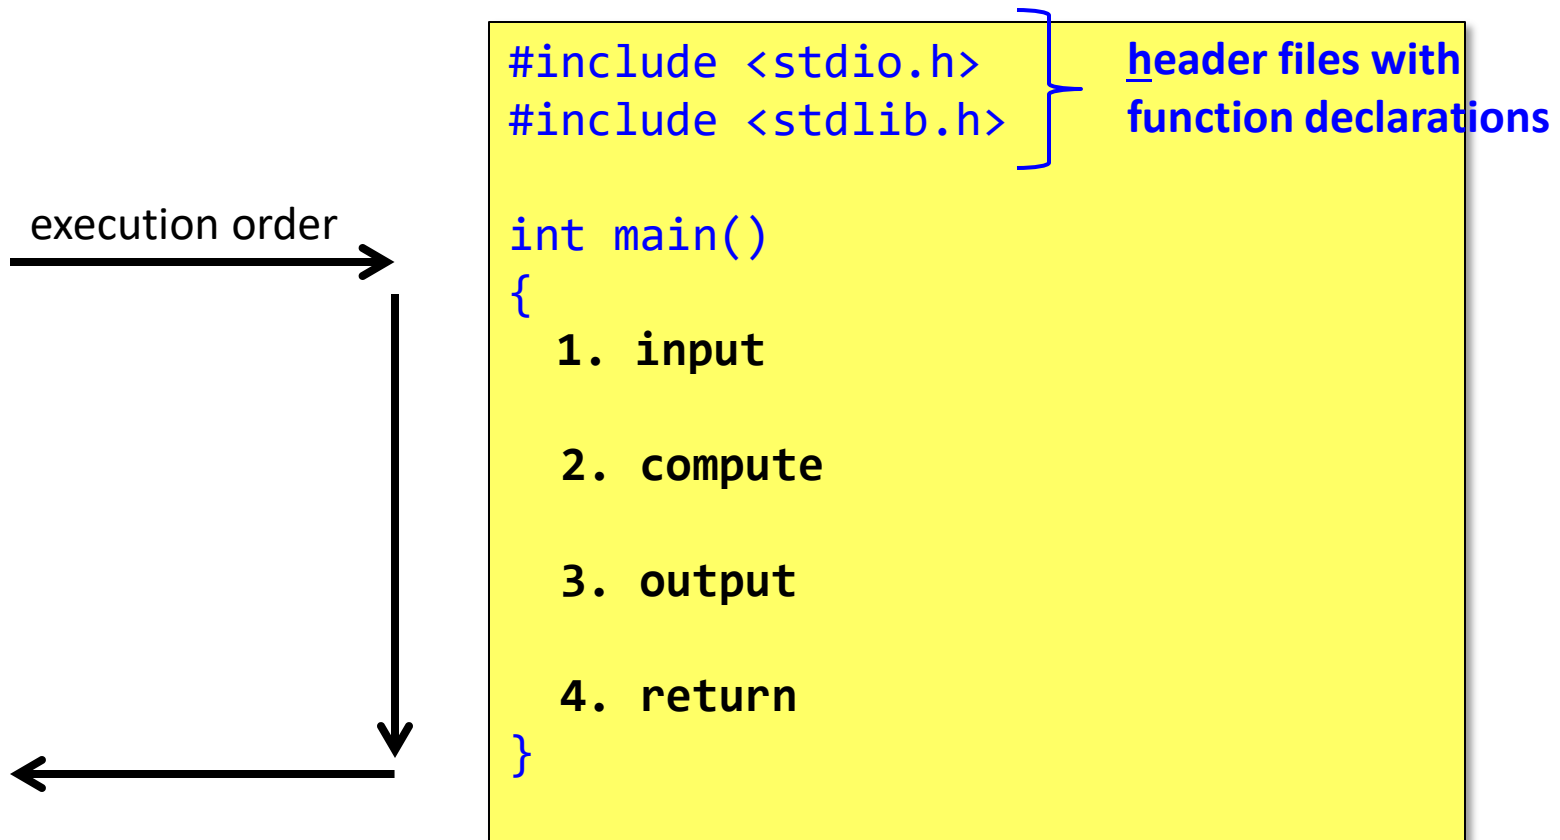 #include <stdio.h>
#include <stdlib.h>
header files with
function declarations
execution order
int main()
{
1. input
2. compute
3. output
4. return
}